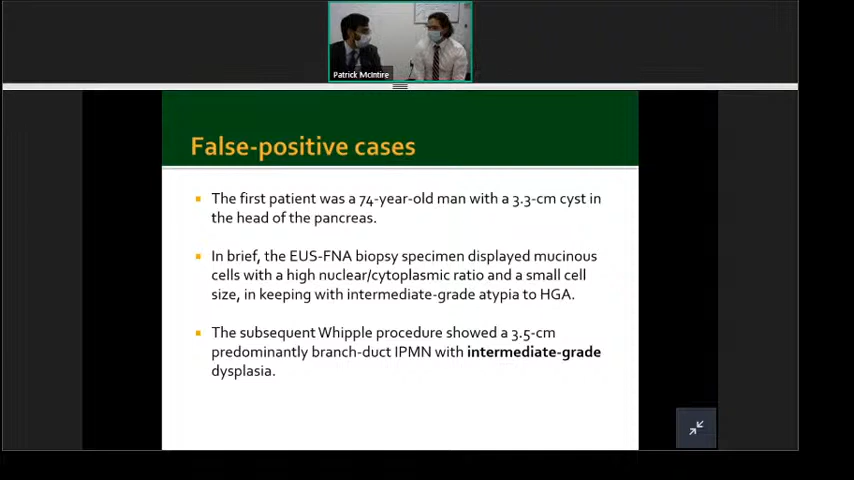 Patrick McIntire
False-positive cases
The first patient was a 74-year-old man with a 3.3-cm cyst in
the head of the pancreas.
In brief, the EUS-FNA biopsy specimen displayed mucinous
cells with a high nuclear/cytoplasmic ratio and a small cell
size, in keeping with intermediate-grade atypia to HGA.
The subsequent Whipple procedure showed a 3.5-cm
predominantly branch-duct IPMN with intermediate-grade
dysplasia.